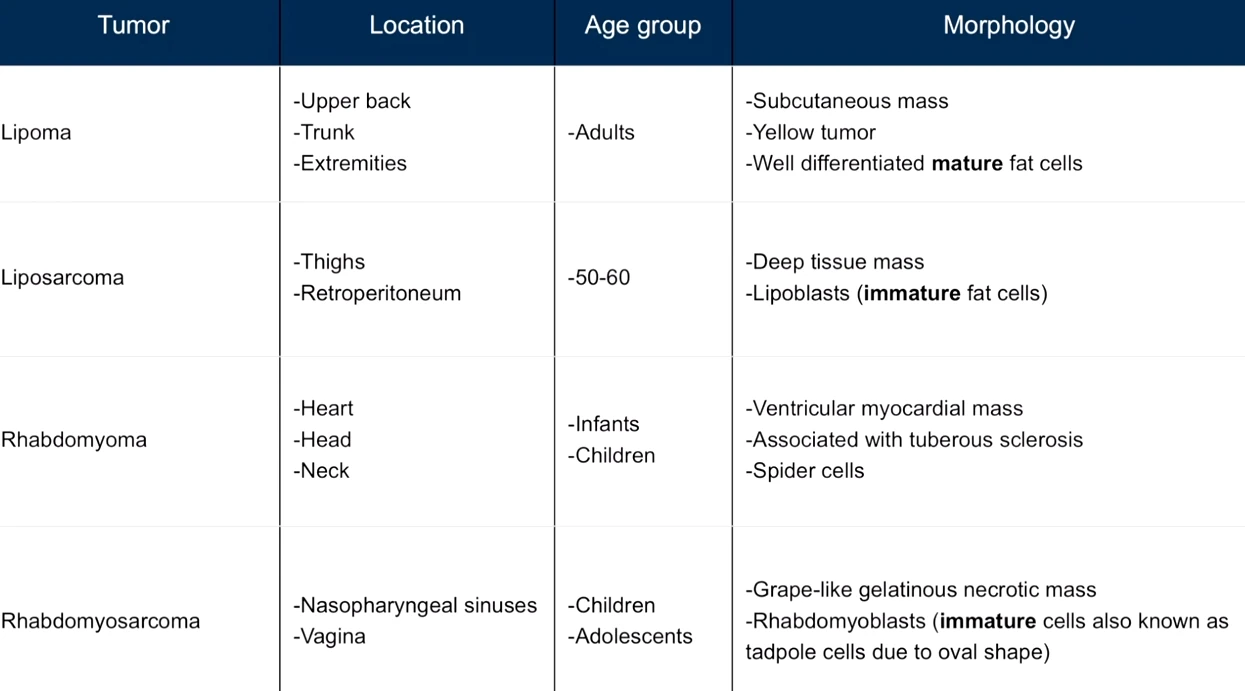 Tumor Location Age group Morphology
Lipoma
-Upper back
-Trunk
-Extremities
-Adults
-Subcutaneous mass
-Yellow tumor
-Well differentiated mature fat cells
Liposarcoma
-Thighs
-Retroperitoneum
-50-60
-Deep tissue mass
-Lipoblasts (immature fat cells)
Rhabdomyoma
-Heart
-Head
-Neck
-Infants
-Children
-Ventricular myocardial mass
-Associated with tuberous sclerosis
-Spider cells
Rhabdomyosarcoma
-Nasopharyngeal sinuses
-Vagina
-Children
-Adolescents
-Grape-like gelatinous necrotic mass
-Rhabdomyoblasts (immature cells also known as
tadpole cells due to oval shape)